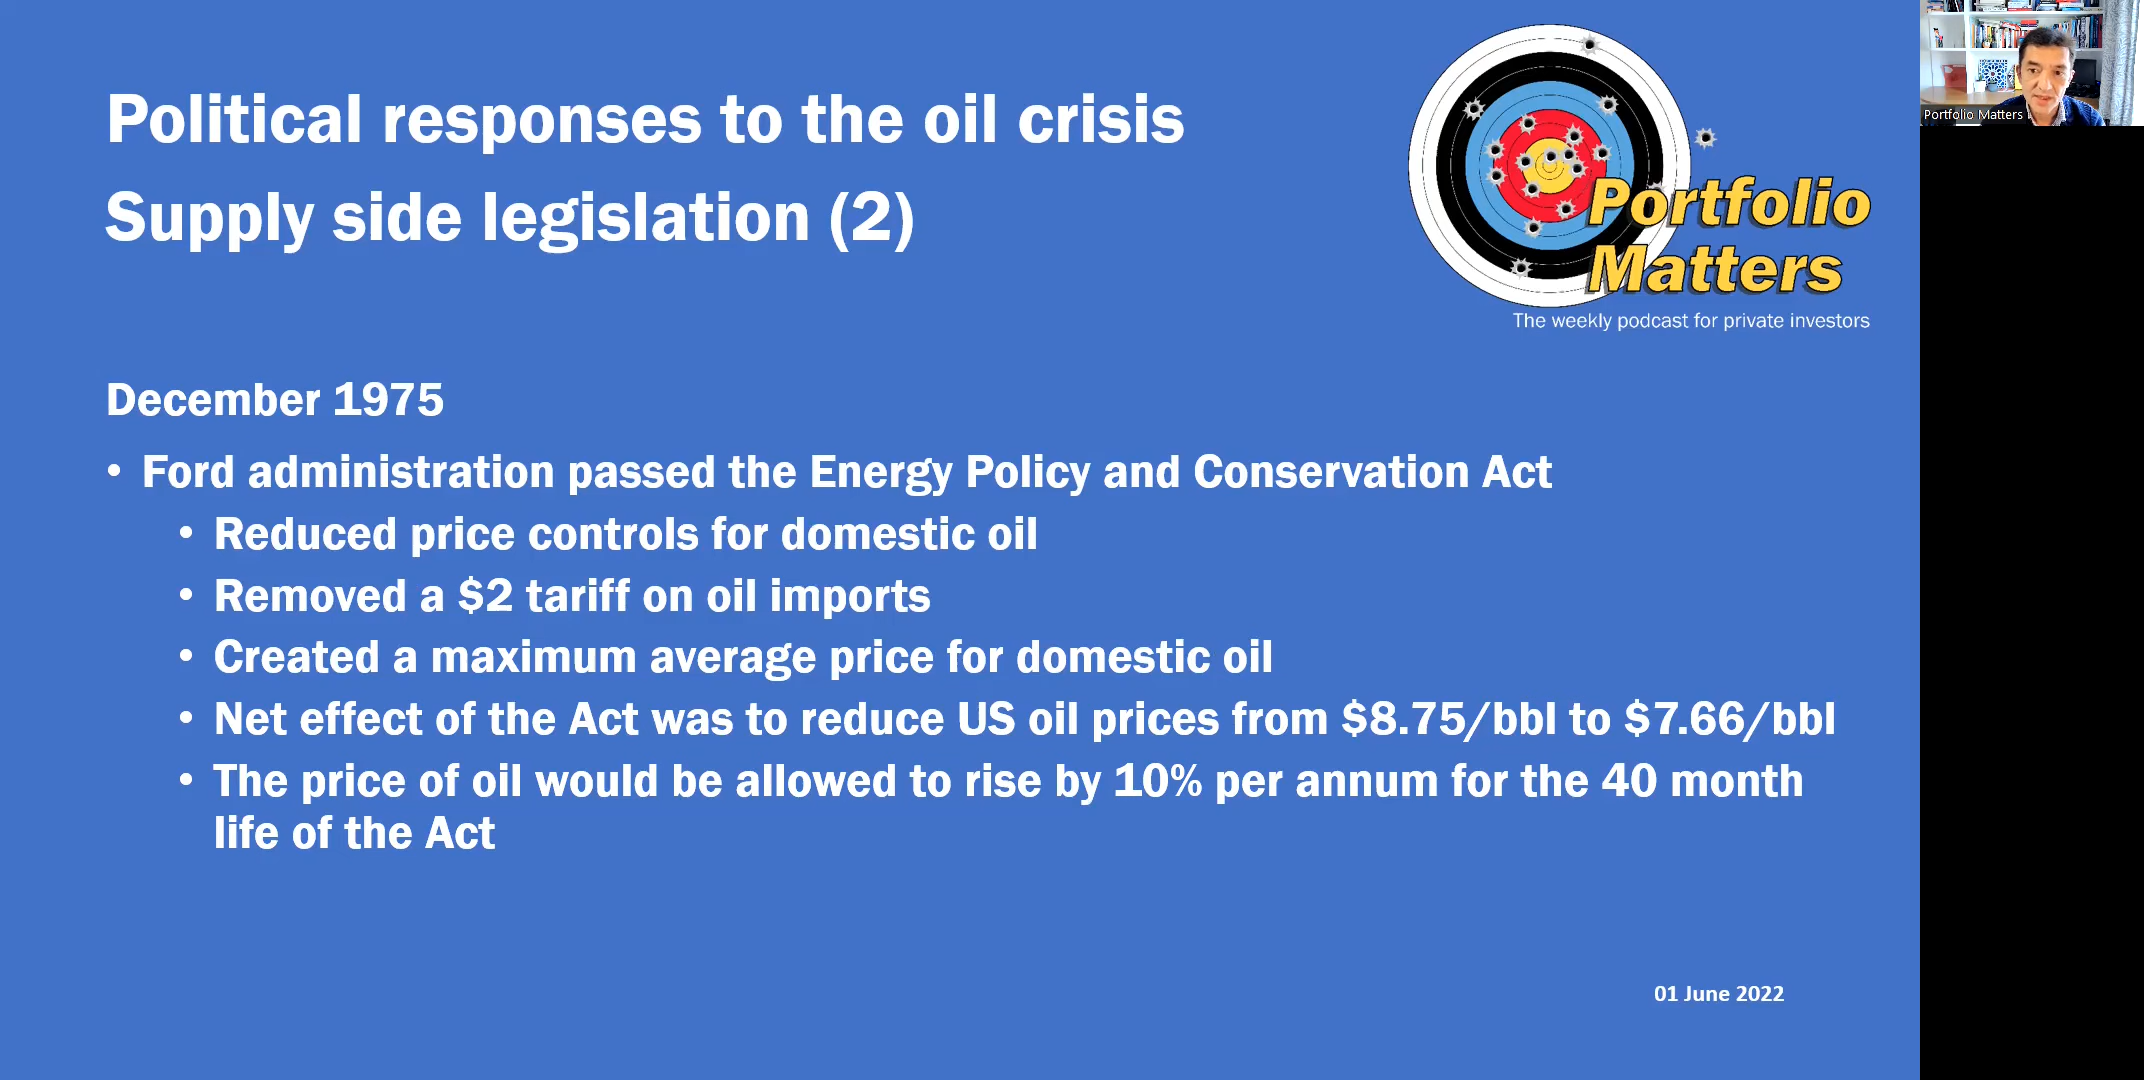 Political responses to the oil crisis
Supply side legislation (2)
Portfolio
Matters
The weekly podcast for private investors
Portfolio Matters
December 1975
• Ford administration passed the Energy Policy and Conservation Act
• Reduced price controls for domestic oil
• Removed a $2 tariff on oil imports
• Created a maximum average price for domestic oil
• Net effect of the Act was to reduce US oil prices from $8.75/bbl to $7.66/bbl
• The price of oil would be allowed to rise by 10% per annum for the 40 month
life of the Act
01 June 2022